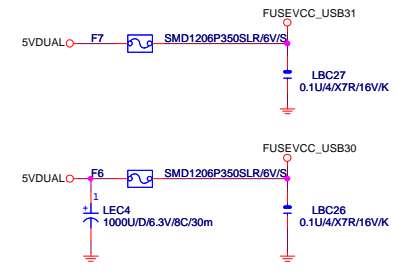 FUSEVCC_USB31
5VDUAL F7 SMD1206P350SLR/6V/S
LBC27
0.1U/4/X7R/16V/K
FUSEVCC_USB30
5VDUAL F6 SMD1206P350SLR/6V/S
1
+ LEC4
1000U/D/6.3V/8C/30m
LBC26
0.1U/4/X7R/16V/K